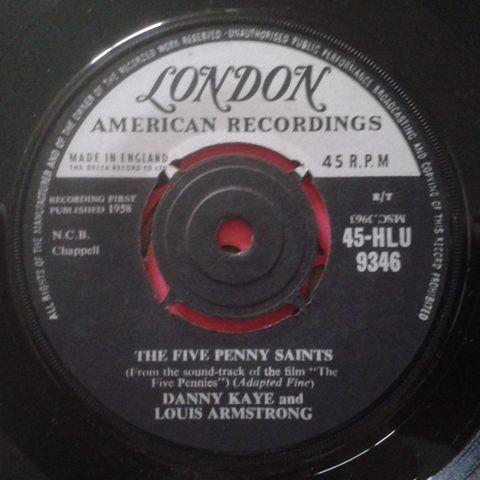 ALL RIGHTS OF THE MANUFACTURER AND OF THE OWNER OF THE RECORDED WORK RESERVED · UNAUTHORISED PUBLIC PERFORMANCE BROADCASTING AND COPYING OF THIS RECORD PROHIBITED
LONDON
AMERICAN RECORDINGS
MADE IN ENGLAND
THE DECCA RECORD CO LTD
45 R.P.M
RECORDING FIRST
PUBLISHED 1958
N.C.B.
Chappell
R/T
MSC.3963
45-HLU
9346
THE FIVE PENNY SAINTS
(From the sound-track of the film "The
Five Pennies") (Adapted Fine)
DANNY KAYE and
LOUIS ARMSTRONG